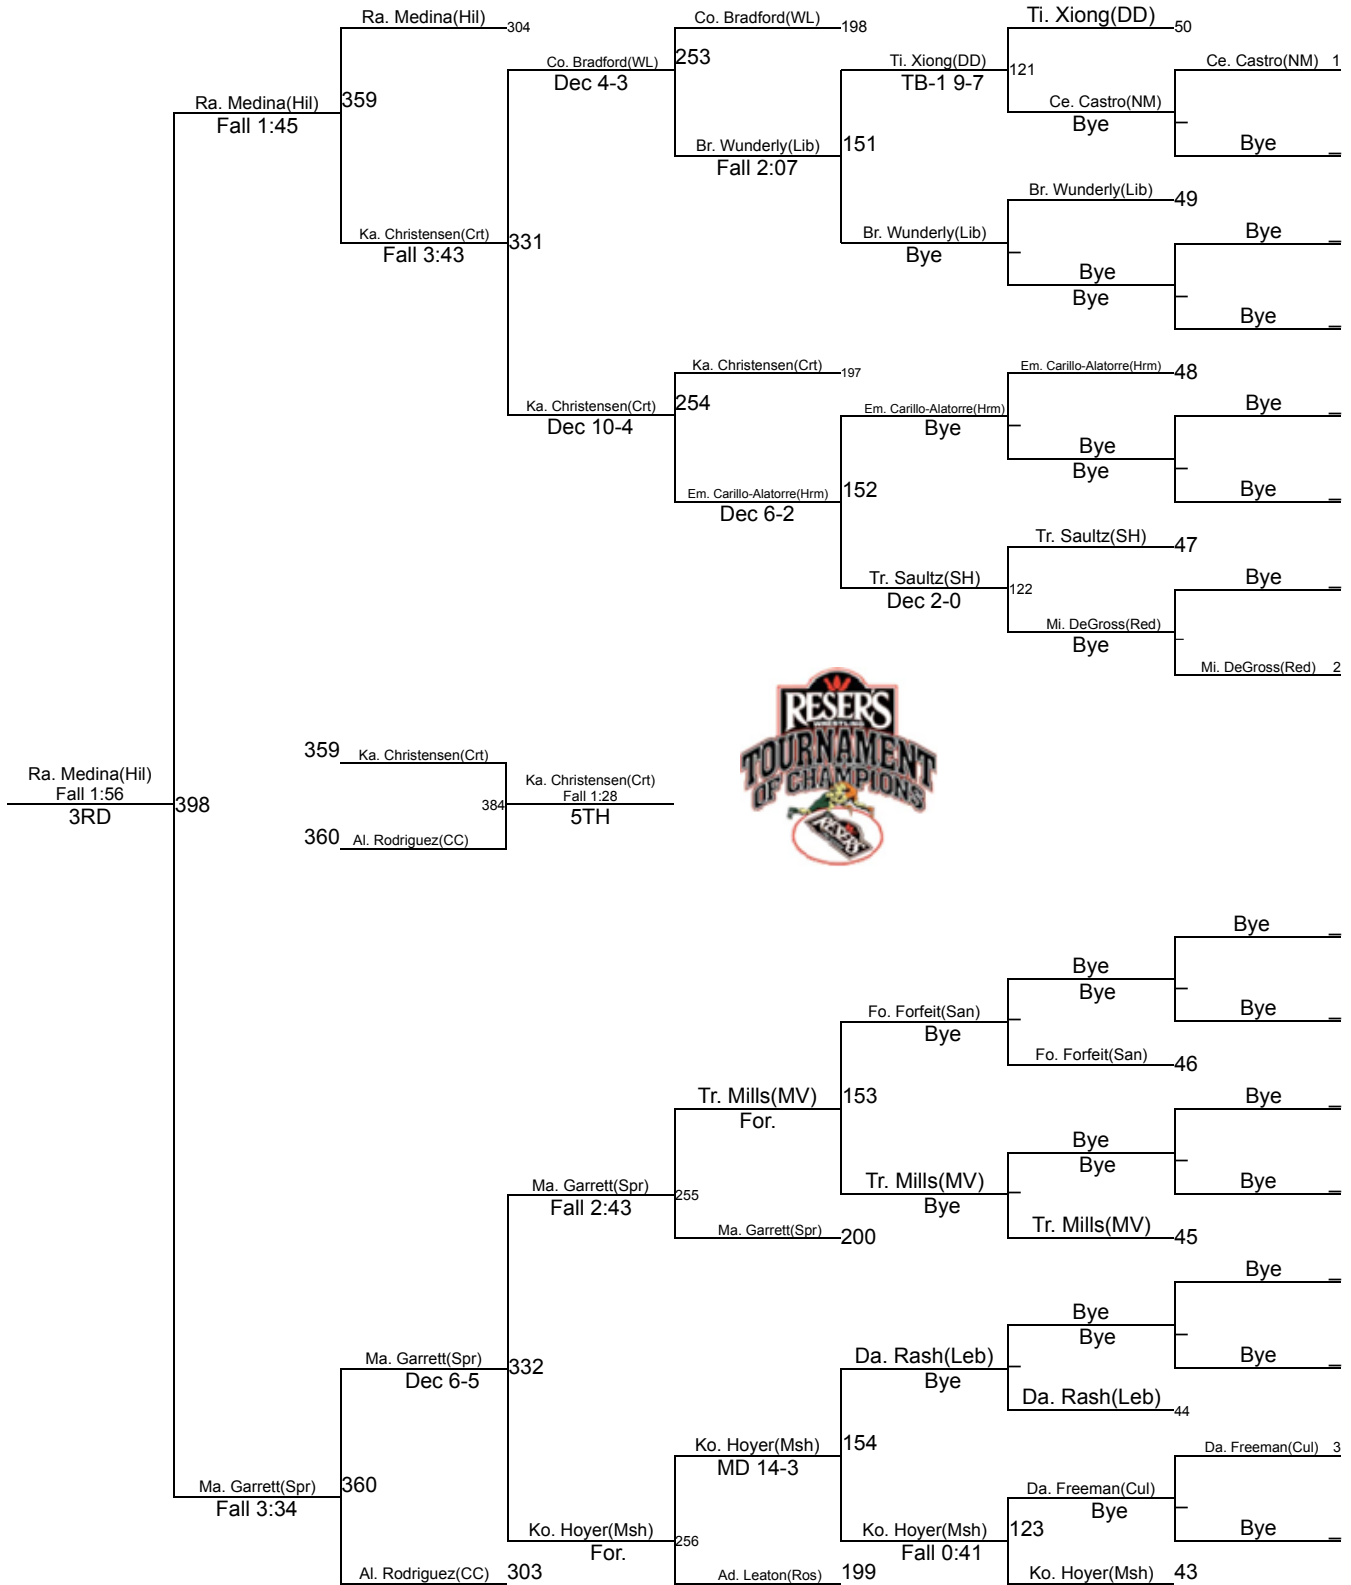 Ra. Medina(Hil)
304
Co. Bradford(WL)
198
Ti. Xiong(DD)
50
Co. Bradford(WL)
253
Dec 4-3
Ti. Xiong(DD)
121
TB-1 9-7
Ce. Castro(NM) 1
Ra. Medina(Hil)
359
Fall 1:45
Ce. Castro(NM)
Bye
_
Br. Wunderly(Lib)
151
Fall 2:07
Bye _
Br. Wunderly(Lib)
49
Ka. Christensen(Crt)
331
Fall 3:43
Br. Wunderly(Lib)
Bye
_
Bye _
Bye
Bye
_
Bye _
Ka. Christensen(Crt)
197
Em. Carillo-Alatorre(Hrm)
48
Ka. Christensen(Crt)
254
Dec 10-4
Em. Carillo-Alatorre(Hrm)
Bye
_
Bye _
Bye
Bye
_
Em. Carillo-Alatorre(Hrm)
152
Dec 6-2
Bye _
Tr. Saultz(SH)
47
Tr. Saultz(SH)
122
Dec 2-0
Bye _
Mi. DeGross(Red)
Bye
_
Mi. DeGross(Red) 2
RESER'S
WRESTLING
TOURNAMENT
OF CHAMPIONS
RESER'S
359
Ka. Christensen(Crt)
Ra. Medina(Hil)
Fall 1:56
3RD
398
384
Ka. Christensen(Crt)
Fall 1:28
5TH
360
Al. Rodriguez(CC)
Bye _
Bye
Bye
_
Fo. Forfeit(San)
Bye
_
Bye _
Fo. Forfeit(San)
46
Tr. Mills(MV)
153
For.
Bye _
Bye
Bye
_
Ma. Garrett(Spr)
255
Fall 2:43
Tr. Mills(MV)
Bye
_
Bye _
Ma. Garrett(Spr)
200
Tr. Mills(MV)
45
Bye _
Bye
Bye
_
Ma. Garrett(Spr)
332
Dec 6-5
Da. Rash(Leb)
Bye
_
Bye _
Da. Rash(Leb)
44
Ko. Hoyer(Msh)
154
MD 14-3
Da. Freeman(Cul) 3
Ma. Garrett(Spr)
360
Fall 3:34
Da. Freeman(Cul)
Bye
_
Ko. Hoyer(Msh)
256
For.
Ko. Hoyer(Msh)
123
Fall 0:41
Bye _
Al. Rodriguez(CC)
303
Ad. Leaton(Ros)
199
Ko. Hoyer(Msh)
43